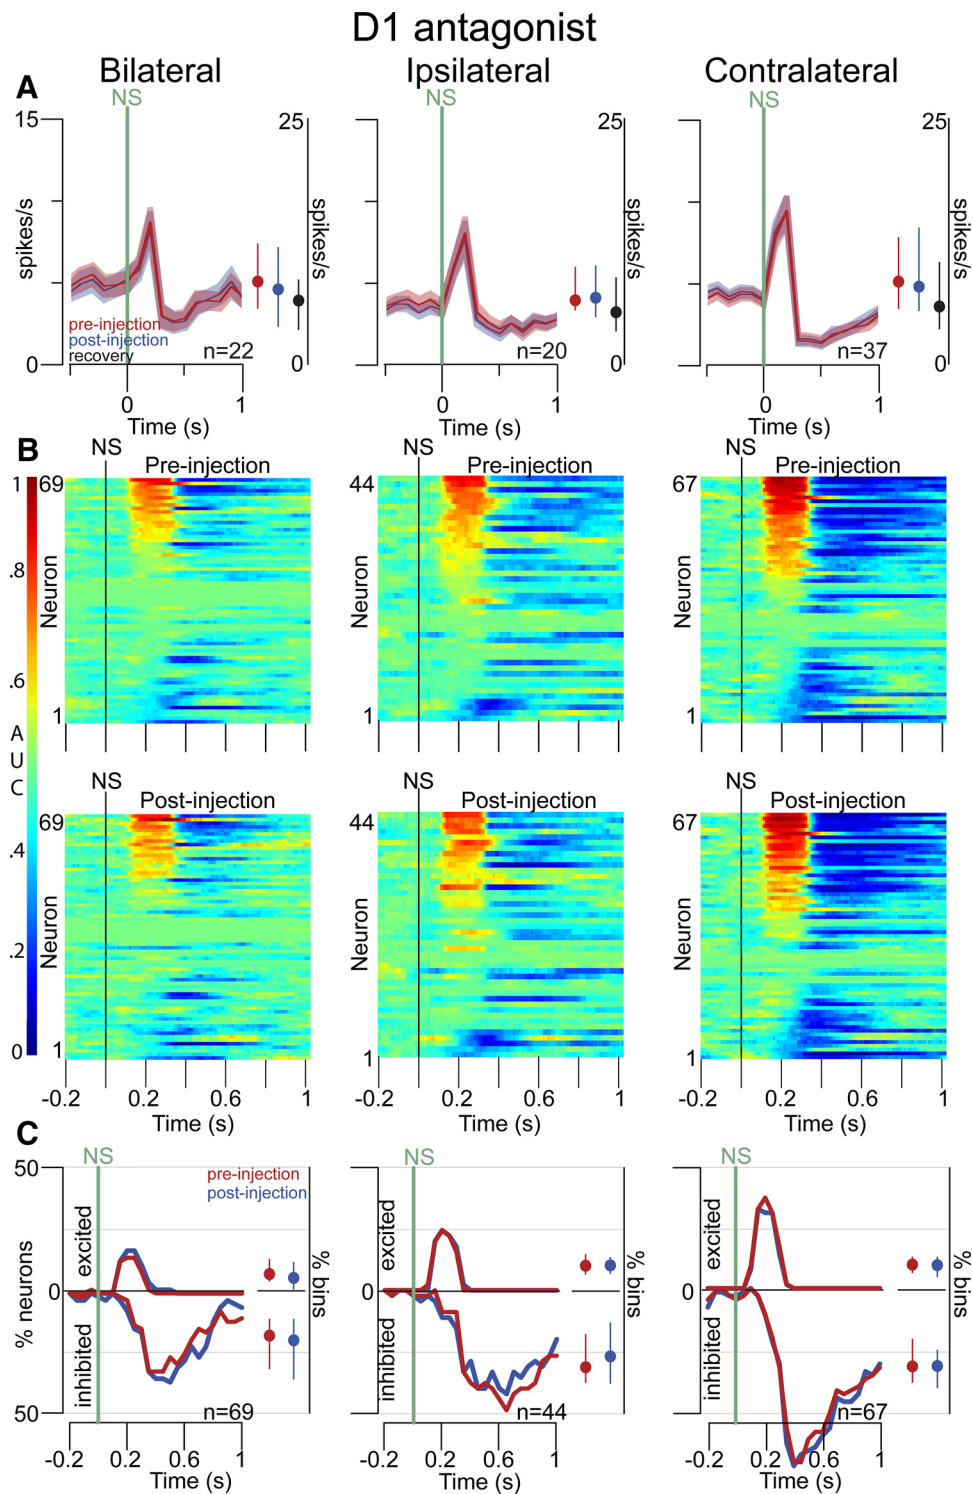 D1 antagonist
Bilateral Ipsilateral Contralateral
A
NS NS NS
15 25 25
spikes/s spikes/s spikes/s
pre-injection
post-injection
recovery
n=22 n=20 n=37
0 0 0
0 1 0 1 0 1
Time (s) Time (s) Time (s)
B
NS NS NS
Pre-injection Pre-injection Pre-injection
1 69 44 67
.8
Neuron Neuron Neuron
.6
1 1 1
A
U
C
NS NS NS
Post-injection Post-injection Post-injection
69 44 67
.4
Neuron Neuron Neuron
.2
0 1 1 1
-0.2 0.2 0.6 1 -0.2 0.2 0.6 1 -0.2 0.2 0.6 1
Time (s) Time (s) Time (s)
C
NS NS NS
50
pre-injection
post-injection
excited excited excited
% neurons % bins % bins
0
inhibited inhibited inhibited
50
n=69 n=44 n=67
-0.2 0.2 0.6 1 -0.2 0.2 0.6 1 -0.2 0.2 0.6 1
Time (s) Time (s) Time (s)